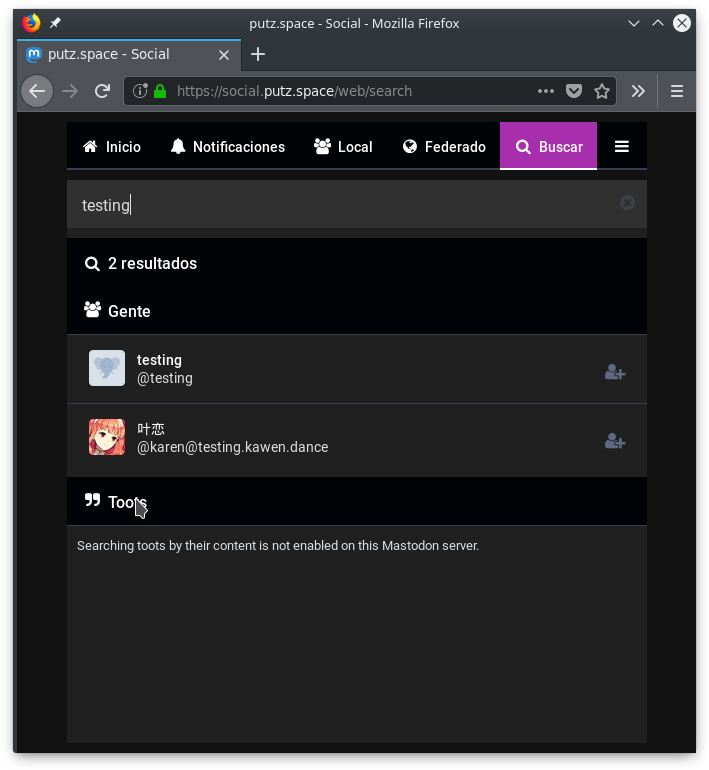 putz.space - Social - Mozilla Firefox
putz.space - Social
https://social.putz.space/web/search
Inicio Notificaciones Local Federado Buscar
testing
2 resultados
Gente
testing
@testing
叶恋
@karen@testing.kawen.dance
Toots
Searching toots by their content is not enabled on this Mastodon server.